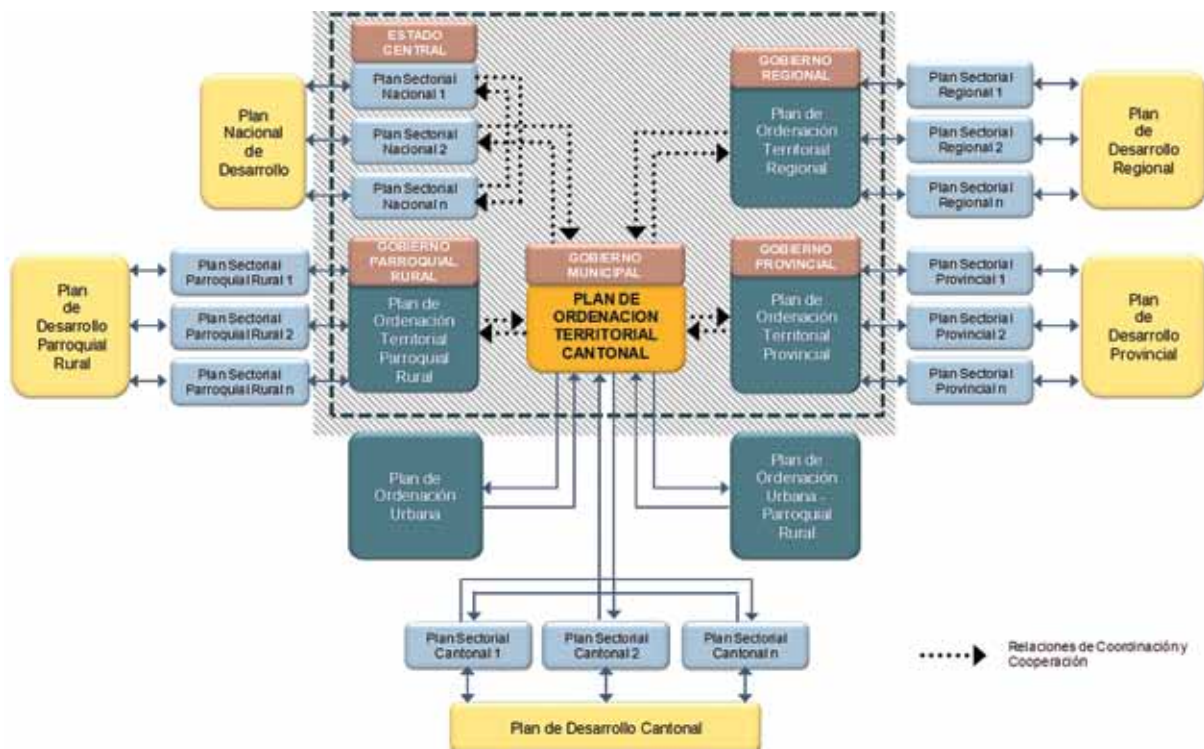 ESTADO
CENTRAL
Plan Sectorial
Nacional 1
Plan Sectorial
Nacional 2
Plan Sectorial
Nacional n
Plan
Nacional
de
Desarrollo
GOBIERNO
REGIONAL
Plan de
Ordenación
Territorial
Regional
Plan Sectorial
Regional 1
Plan Sectorial
Regional 2
Plan Sectorial
Regional n
Plan
de
Desarrollo
Regional
Plan
de
Desarrollo
Parroquial
Rural
Plan Sectorial
Parroquial Rural 1
Plan Sectorial
Parroquial Rural 2
Plan Sectorial
Parroquial Rural n
GOBIERNO
PARROQUIAL
RURAL
Plan de
Ordenación
Territorial
Parroquial
Rural
GOBIERNO
MUNICIPAL
PLAN DE
ORDENACION
TERRITORIAL
CANTONAL
GOBIERNO
PROVINCIAL
Plan de
Ordenación
Territorial
Provincial
Plan Sectorial
Provincial 1
Plan Sectorial
Provincial 2
Plan Sectorial
Provincial n
Plan
de
Desarrollo
Provincial
Plan de
Ordenación
Urbana
Plan de
Ordenación
Urbana -
Parroquial
Rural
Plan Sectorial
Cantonal 1
Plan Sectorial
Cantonal 2
Plan Sectorial
Cantonal n
Plan de Desarrollo Cantonal
Relaciones de Coordinación y
Cooperación